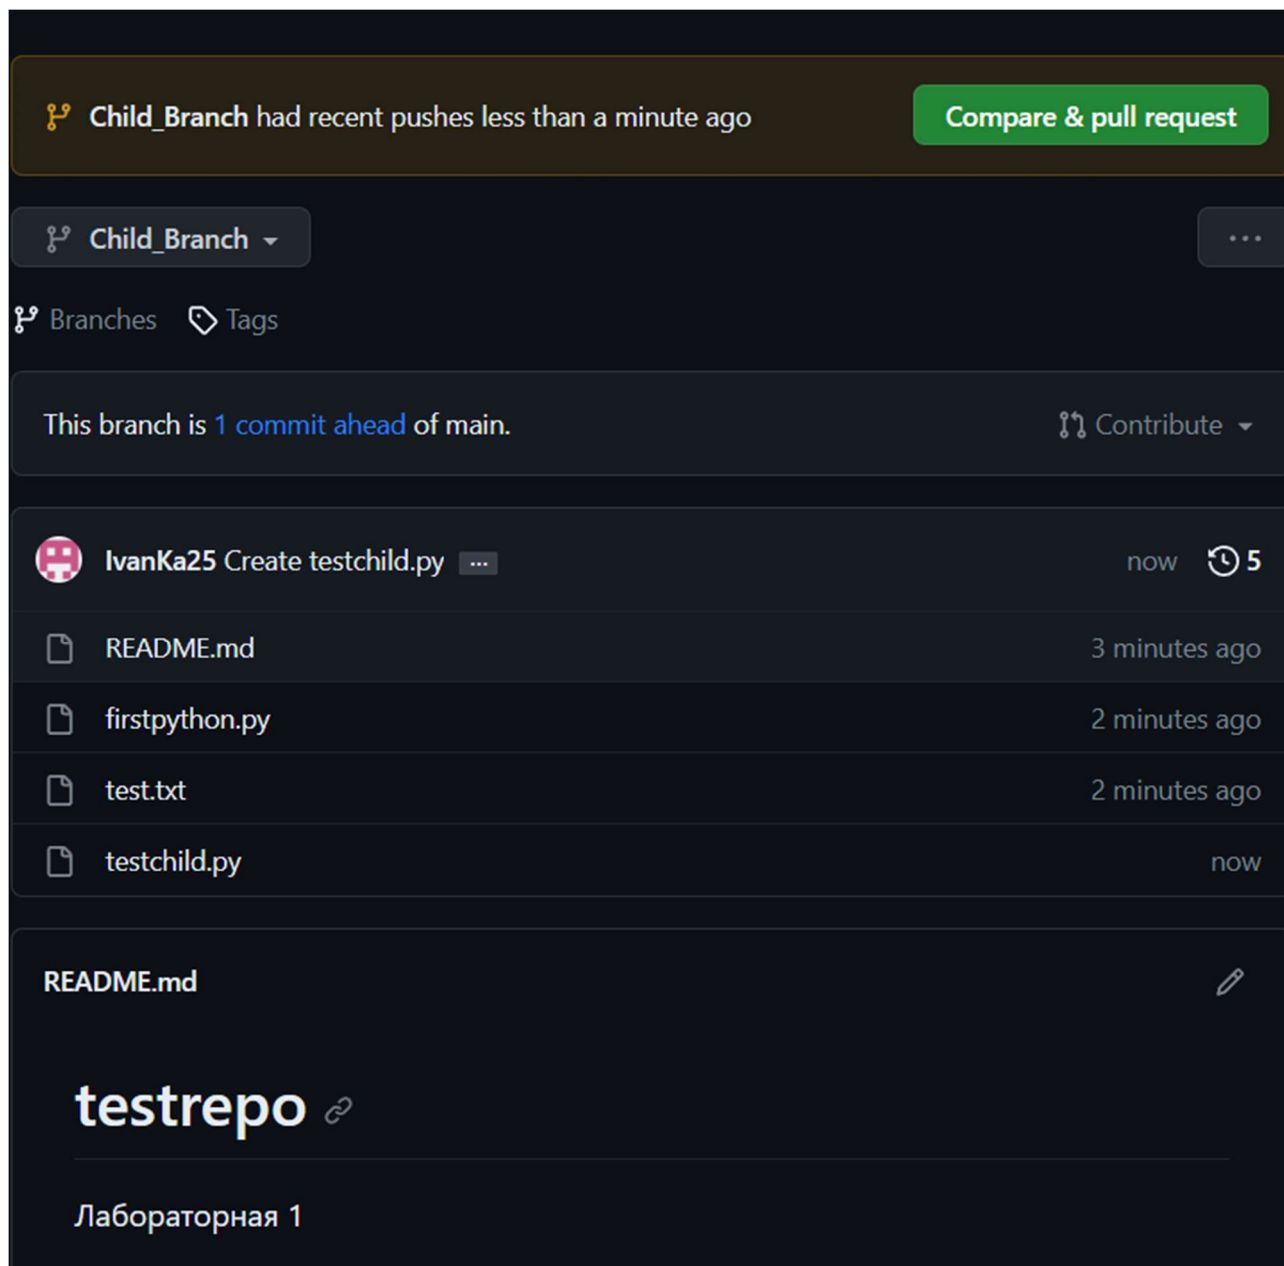 Child_Branch had recent pushes less than a minute ago
Compare & pull request
Child_Branch
Branches Tags
This branch is 1 commit ahead of main.
Contribute
IvanKa25 Create testchild.py ... now 5
README.md 3 minutes ago
firstpython.py 2 minutes ago
test.txt 2 minutes ago
testchild.py now
README.md
testrepo
Лабораторная 1